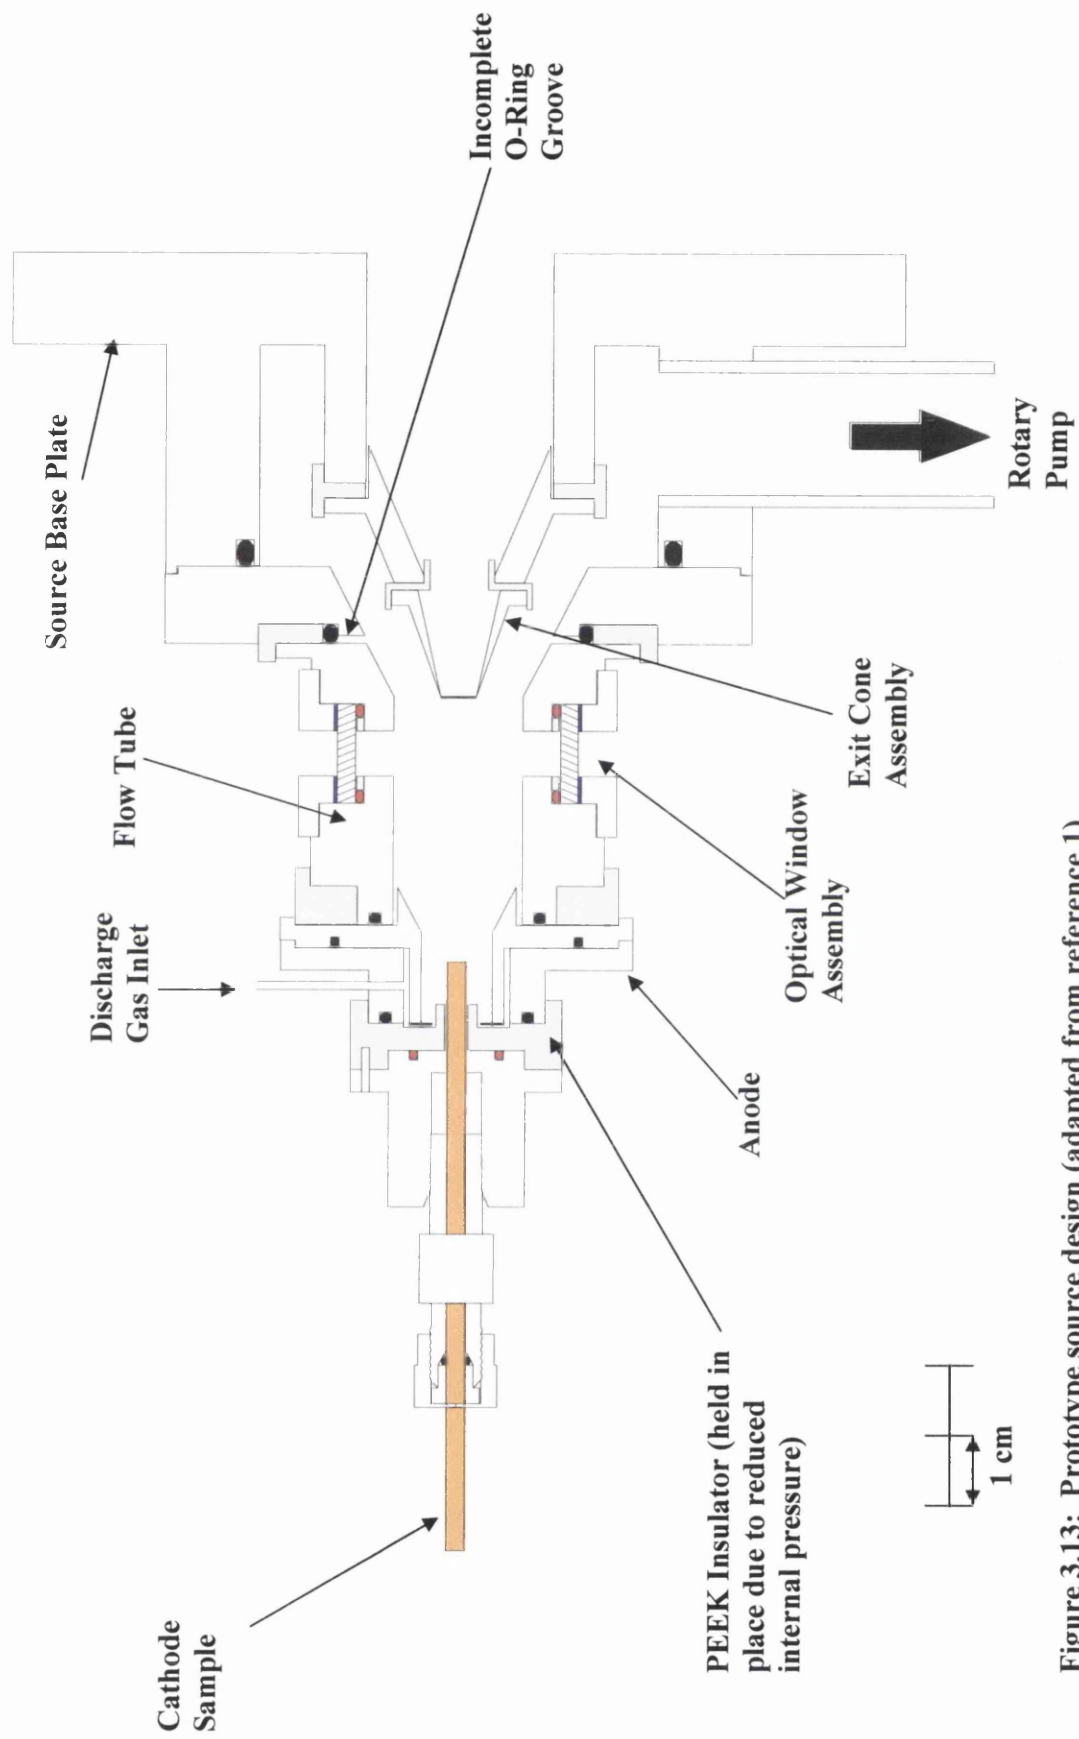 Source Base Plate
Discharge
Gas Inlet
Flow Tube
Cathode
Sample
Incomplete
O-Ring
Groove
PEEK Insulator (held in
place due to reduced
internal pressure)
Anode
Optical Window
Assembly
Exit Cone
Assembly
1 cm
Rotary
Pump
Figure 3.13: Prototype source design (adapted from reference 1)